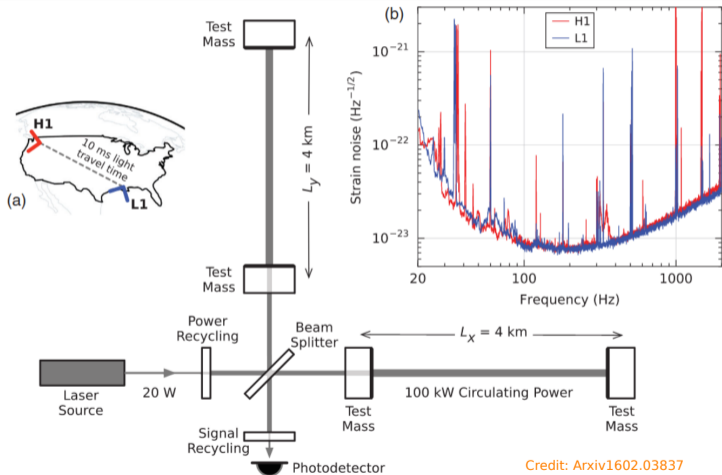 (a)
H1
10 ms light
travel time
L1
Test
Mass
Ly = 4 km
Test
Mass
Power
Recycling
Beam
Splitter
Lx = 4 km
Laser
Source
20 W
100 kW Circulating Power
Test
Mass
Test
Mass
Signal
Recycling
Photodetector
(b)
H1
L1
Strain noise (Hz^-1/2)
10^-21
10^-22
10^-23
20
100
1000
Frequency (Hz)
Credit: Arxiv1602.03837